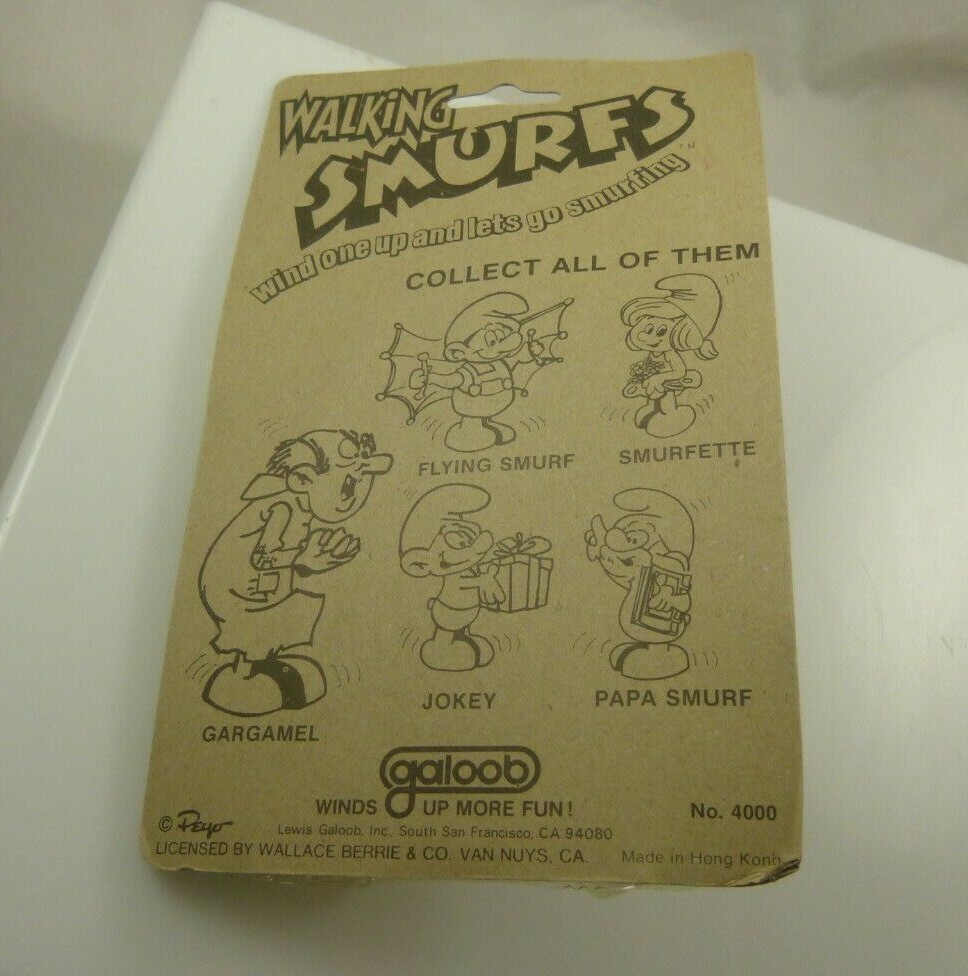 WALKiNG
SMURFS™
wind one up and lets go smurfing
COLLECT ALL OF THEM
FLYING SMURF
SMURFETTE
GARGAMEL
JOKEY
PAPA SMURF
galoob
WINDS UP MORE FUN!
No. 4000
© Peyo
Lewis Galoob, Inc., South San Francisco, CA 94080
LICENSED BY WALLACE BERRIE & CO. VAN NUYS, CA.
Made in Hong Kong